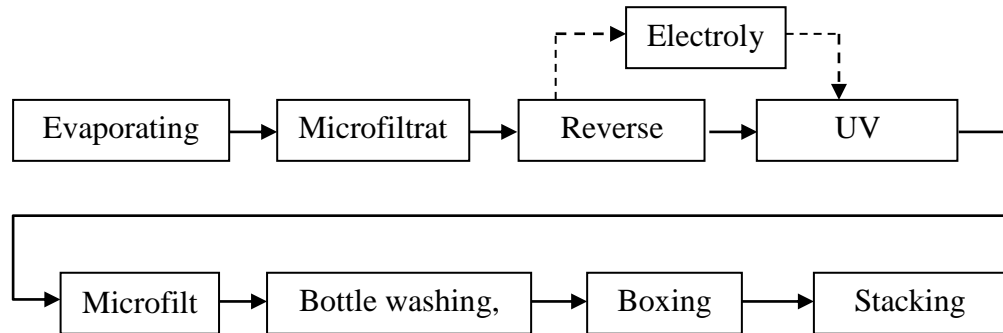 Electroly
Evaporating
Microfiltrat
Reverse
UV
Microfilt
Bottle washing,
Boxing
Stacking